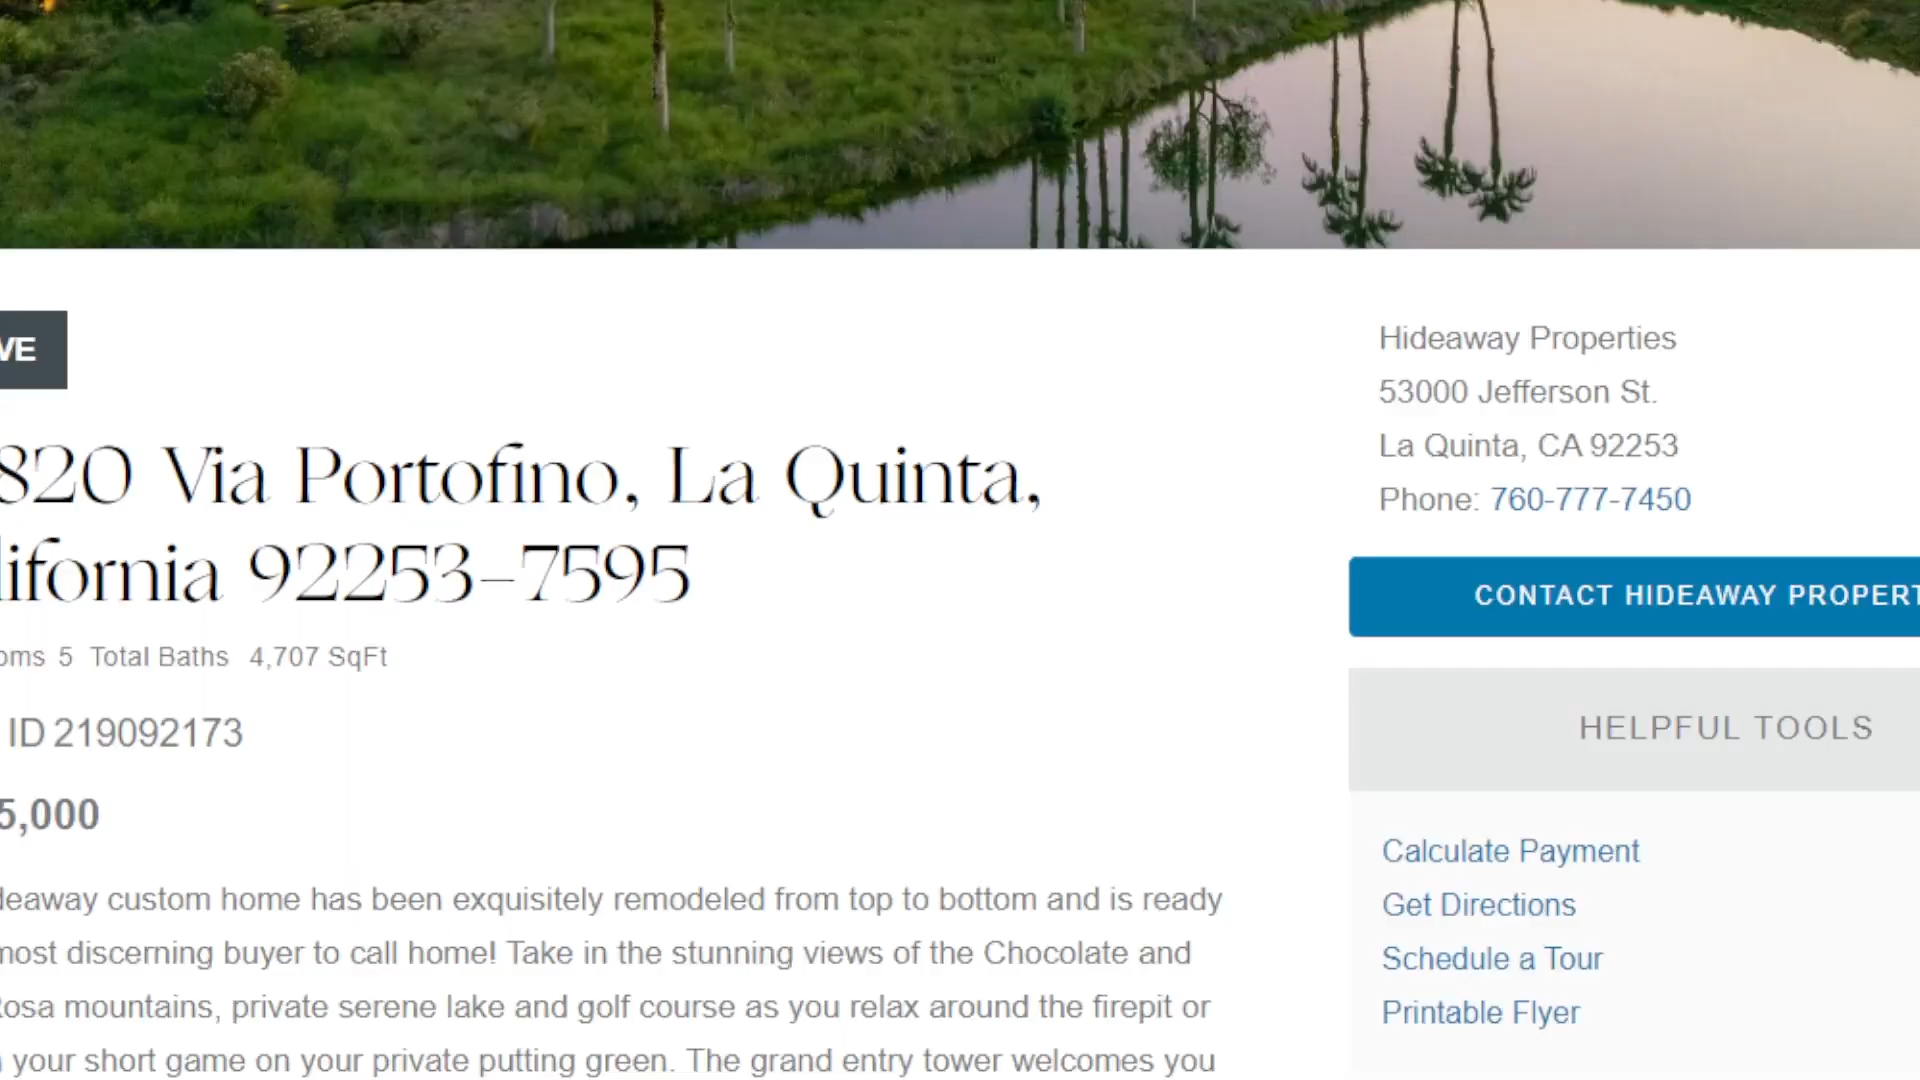 VE
820 Via Portofino, La Quinta,
lifornia 92253-7595
oms 5 Total Baths 4,707 SqFt
ID 219092173
5,000
deaway custom home has been exquisitely remodeled from top to bottom and is ready
most discerning buyer to call home! Take in the stunning views of the Chocolate and
Rosa mountains, private serene lake and golf course as you relax around the firepit or
your short game on your private putting green. The grand entry tower welcomes you
Hideaway Properties
53000 Jefferson St.
La Quinta, CA 92253
Phone: 760-777-7450
CONTACT HIDEAWAY PROPERT
HELPFUL TOOLS
Calculate Payment
Get Directions
Schedule a Tour
Printable Flyer